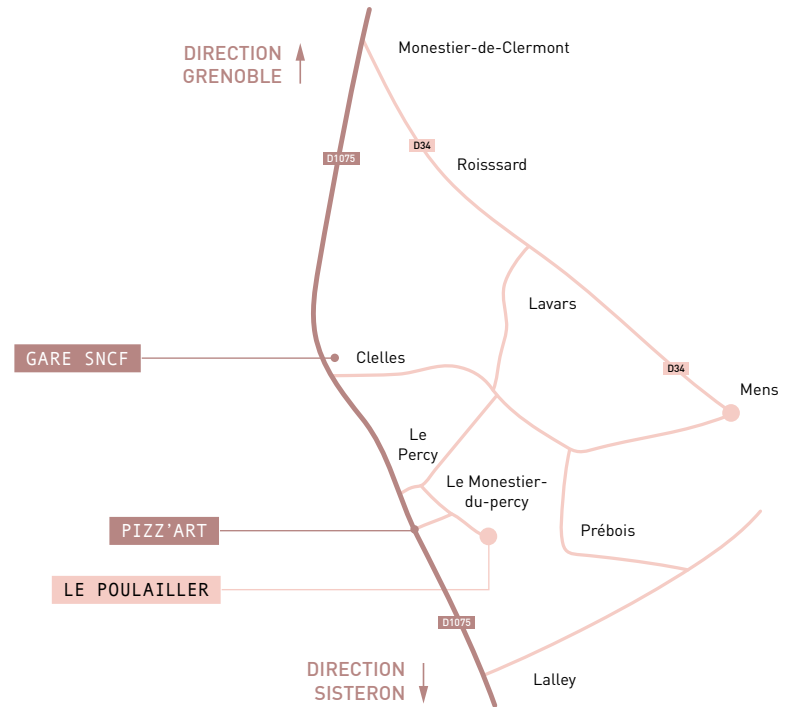 Monestier-de-Clermont
DIRECTION
GRENOBLE
D34
D1075
Roisssard
Lavars
GARE SNCF
Clelles
D34
Mens
Le
Percy
Le Monestier-
du-percy
PIZZ'ART
Prébois
LE POULAILLER
D1075
DIRECTION
SISTERON
Lalley